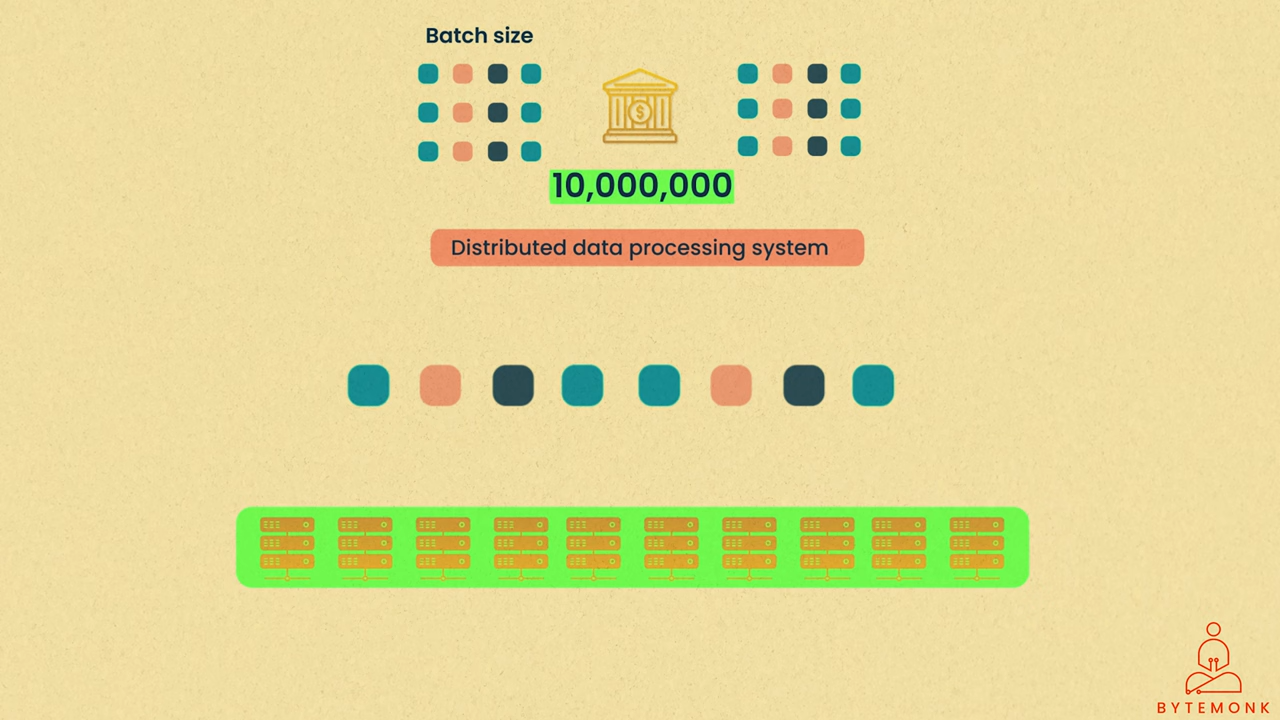 Batch size
$
10,000,000
Distributed data processing system
BYTEMONK